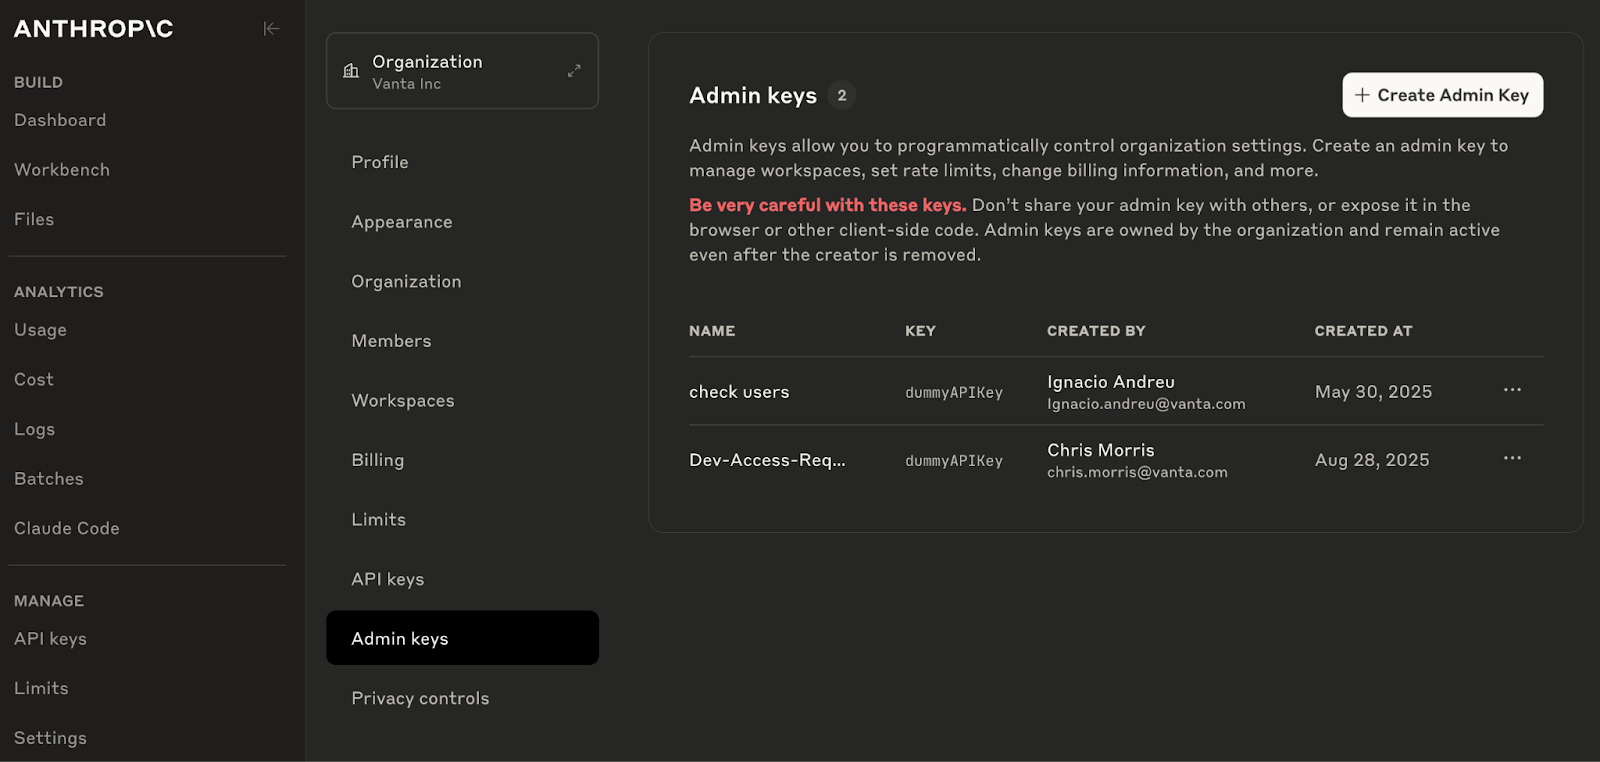 ANTHROP\C
BUILD
Dashboard
Workbench
Files
ANALYTICS
Usage
Cost
Logs
Batches
Claude Code
MANAGE
API keys
Limits
Settings
Organization
Vanta Inc
Profile
Appearance
Organization
Members
Workspaces
Billing
Limits
API keys
Admin keys
Privacy controls
Admin keys 2
+ Create Admin Key
Admin keys allow you to programmatically control organization settings. Create an admin key to
manage workspaces, set rate limits, change billing information, and more.
Be very careful with these keys. Don’t share your admin key with others, or expose it in the
browser or other client-side code. Admin keys are owned by the organization and remain active
even after the creator is removed.
NAME KEY CREATED BY CREATED AT
check users dummyAPIKey Ignacio Andreu May 30, 2025
Ignacio.andreu@vanta.com
Dev-Access-Req... dummyAPIKey Chris Morris Aug 28, 2025
chris.morris@vanta.com